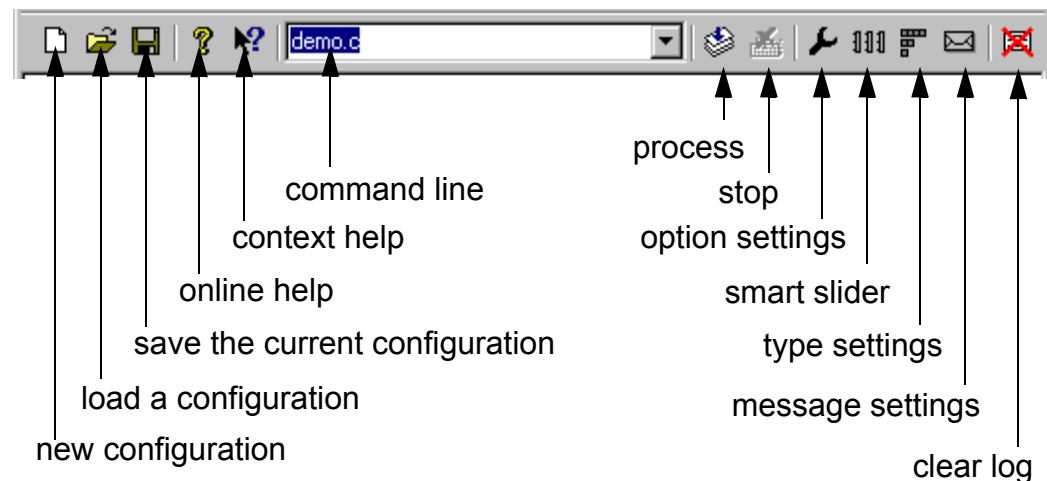 demo.c
process
command line
stop
context help
option settings
online help
smart slider
save the current configuration
type settings
load a configuration
message settings
new configuration
clear log